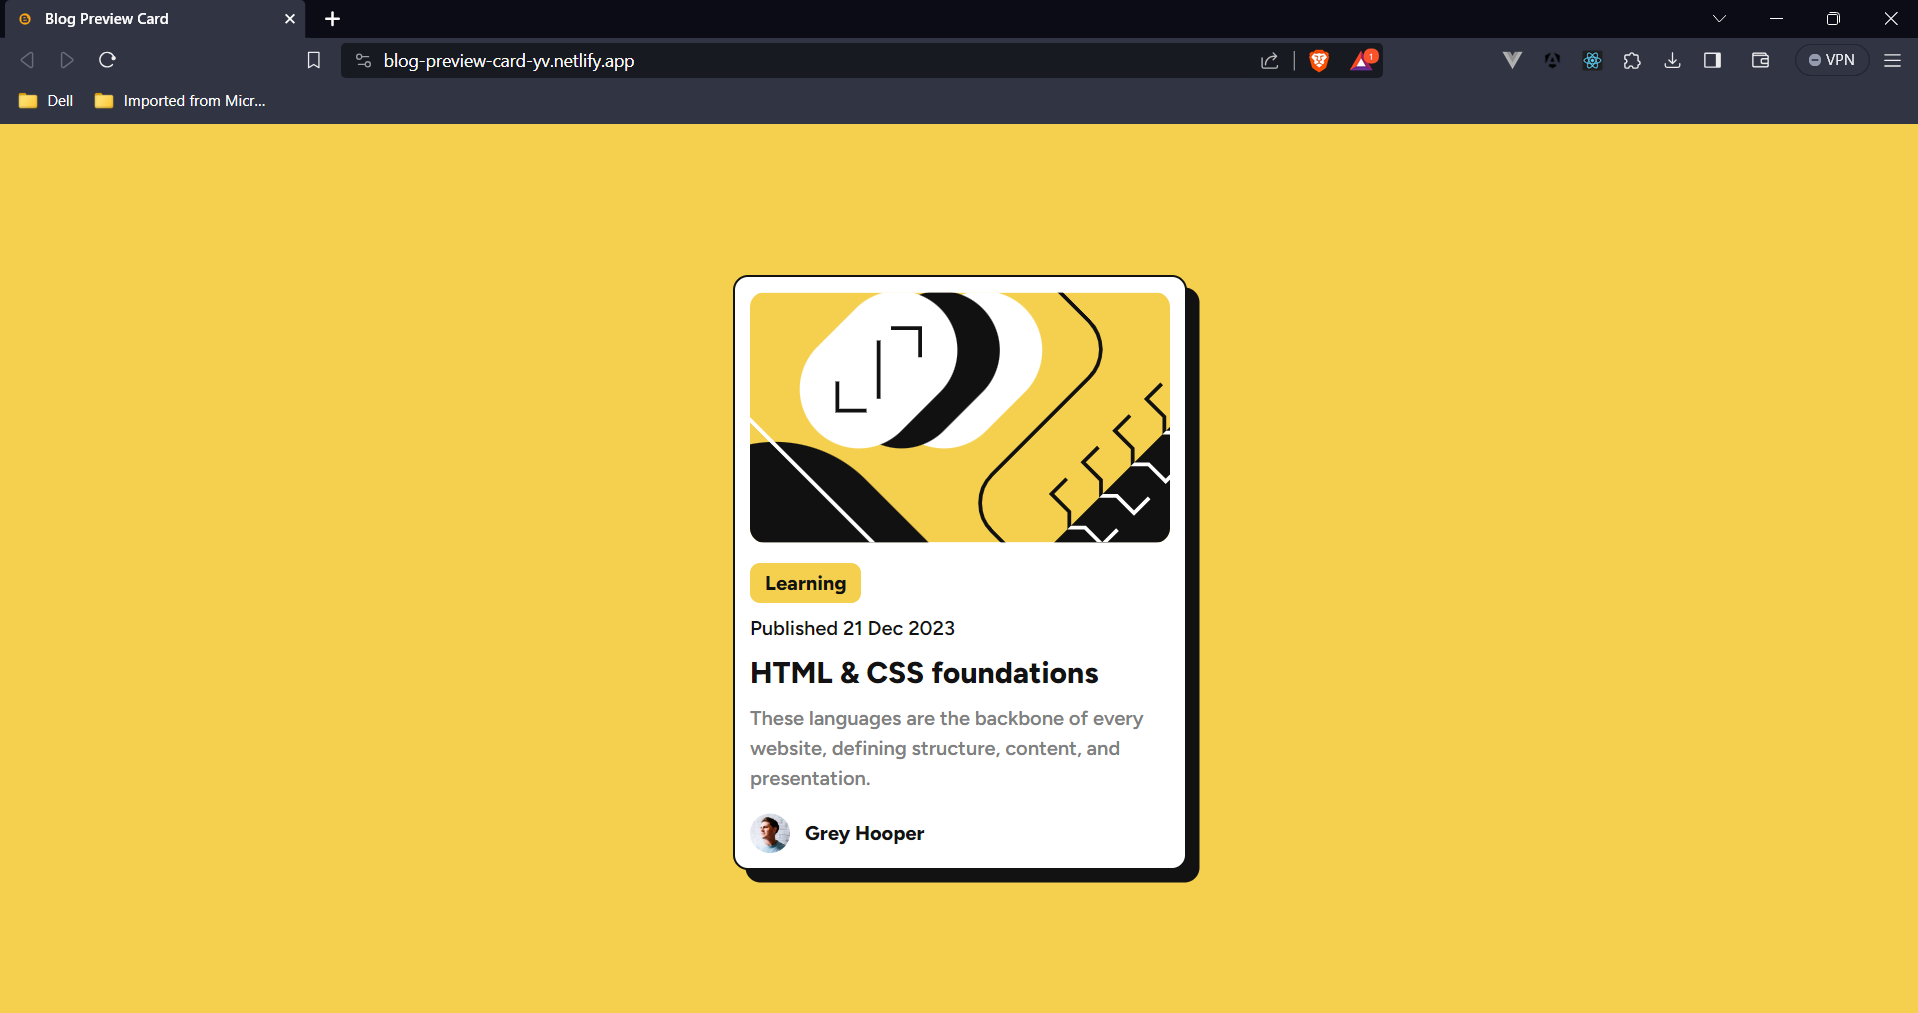 Blog Preview Card
blog-preview-card-yv.netlify.app
1
VPN
Dell
Imported from Micr...
Learning
Published 21 Dec 2023
HTML & CSS foundations
These languages are the backbone of every
website, defining structure, content, and
presentation.
Grey Hooper